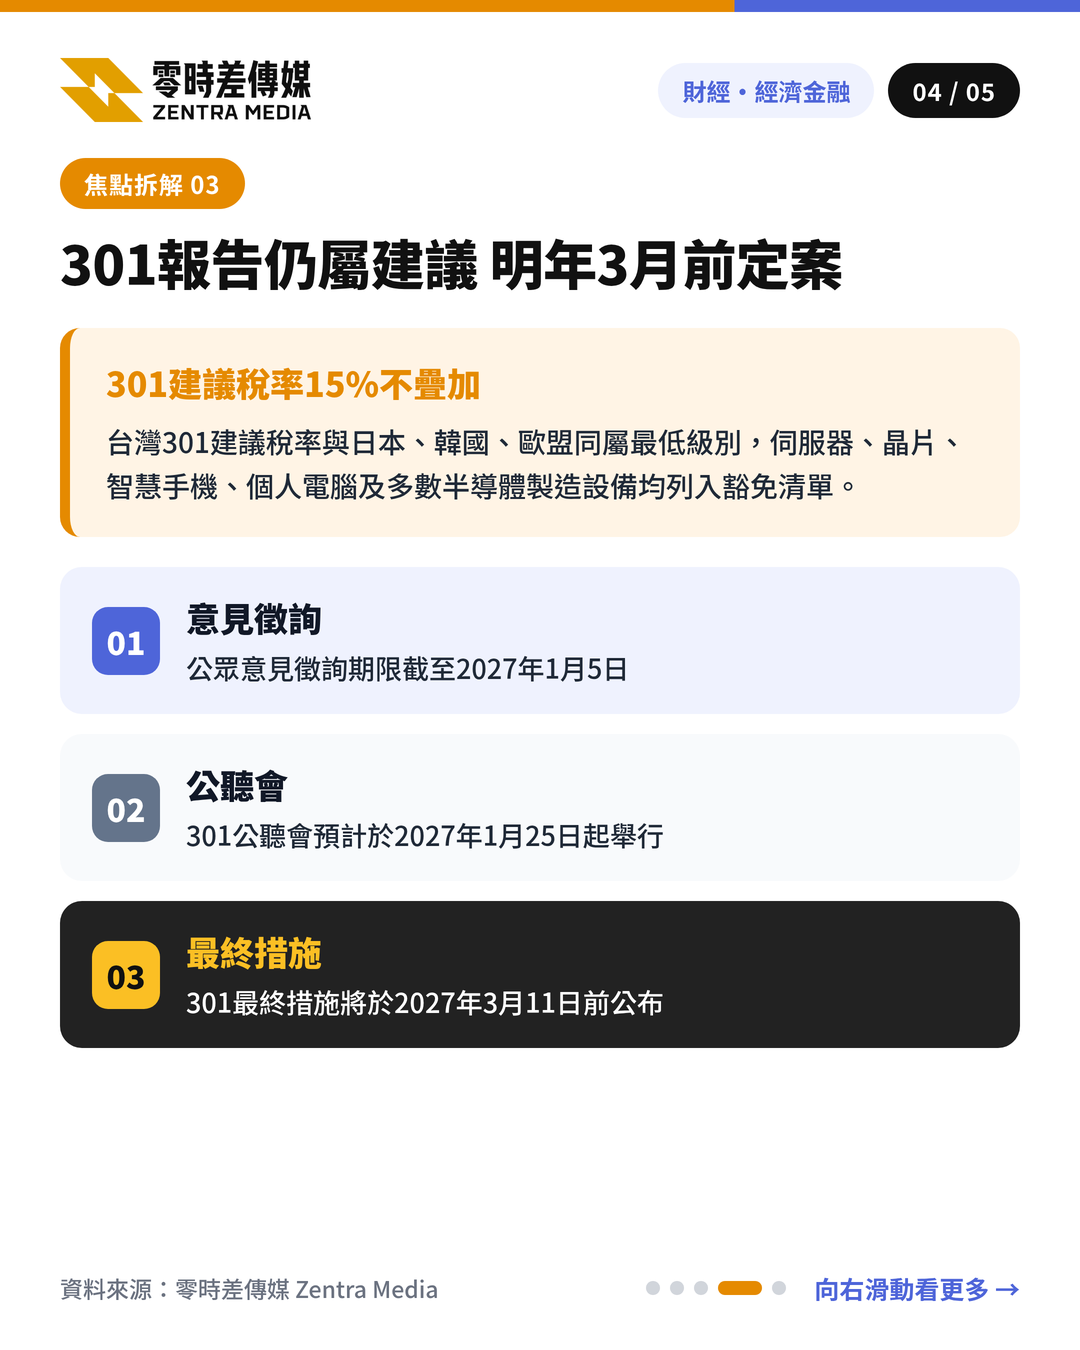 零時差傳媒
ZENTRA MEDIA
財經・經濟金融
04 / 05
焦點拆解 03
301報告仍屬建議 明年3月前定案
301建議稅率15%不疊加
台灣301建議稅率與日本、韓國、歐盟同屬最低級別，伺服器、晶片、
智慧手機、個人電腦及多數半導體製造設備均列入豁免清單。
01
意見徵詢
公眾意見徵詢期限截至2027年1月5日
02
公聽會
301公聽會預計於2027年1月25日起舉行
03
最終措施
301最終措施將於2027年3月11日前公布
資料來源：零時差傳媒 Zentra Media
向右滑動看更多 →